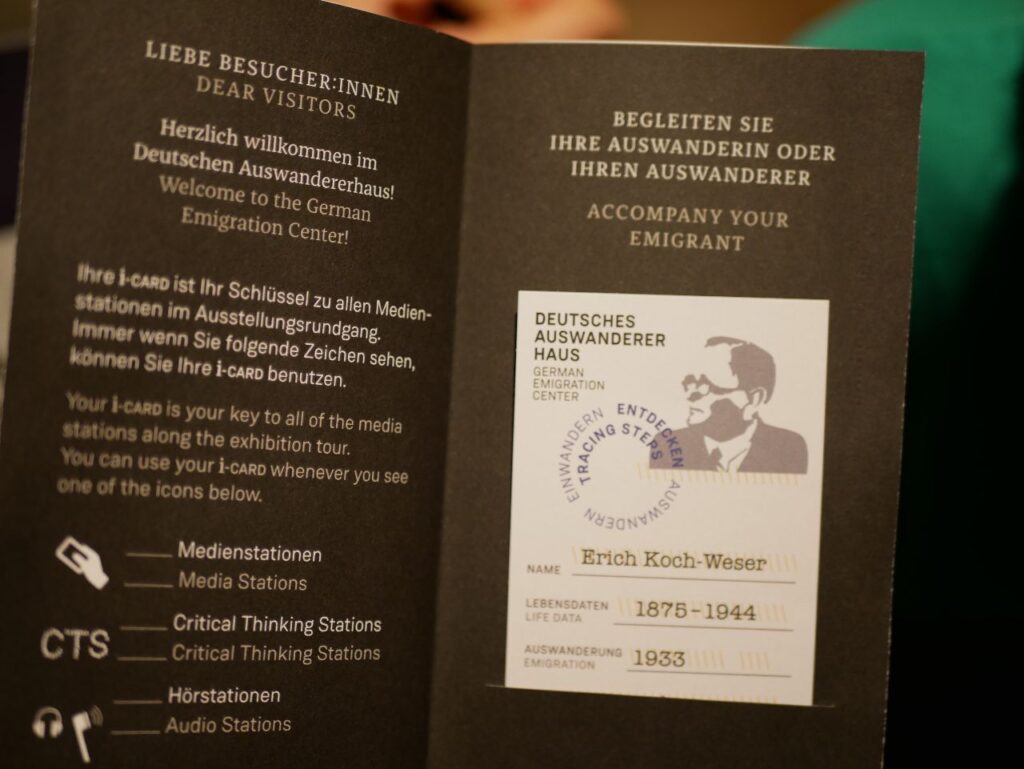 LIEBE BESUCHER:INNEN
DEAR VISITORS
Herzlich willkommen im
Deutschen Auswandererhaus!
Welcome to the German
Emigration Center!
Ihre i-CARD ist Ihr Schlüssel zu allen Medien-
stationen im Ausstellungsrundgang.
Immer wenn Sie folgende Zeichen sehen,
können Sie Ihre i-CARD benutzen.
Your i-CARD is your key to all of the media
stations along the exhibition tour.
You can use your i-CARD whenever you see
one of the icons below.
Medienstationen
Media Stations
CTS
Critical Thinking Stations
Critical Thinking Stations
Hörstationen
Audio Stations
BEGLEITEN SIE
IHRE AUSWANDERIN ODER
IHREN AUSWANDERER
ACCOMPANY YOUR
EMIGRANT
DEUTSCHES
AUSWANDERER
HAUS
GERMAN
EMIGRATION
CENTER
EINWANDERN ENTDECKEN AUSWANDERN
TRACING STEPS
NAME Erich Koch-Weser
LEBENSDATEN
LIFE DATA
1875-1944
AUSWANDERUNG
EMIGRATION
1933